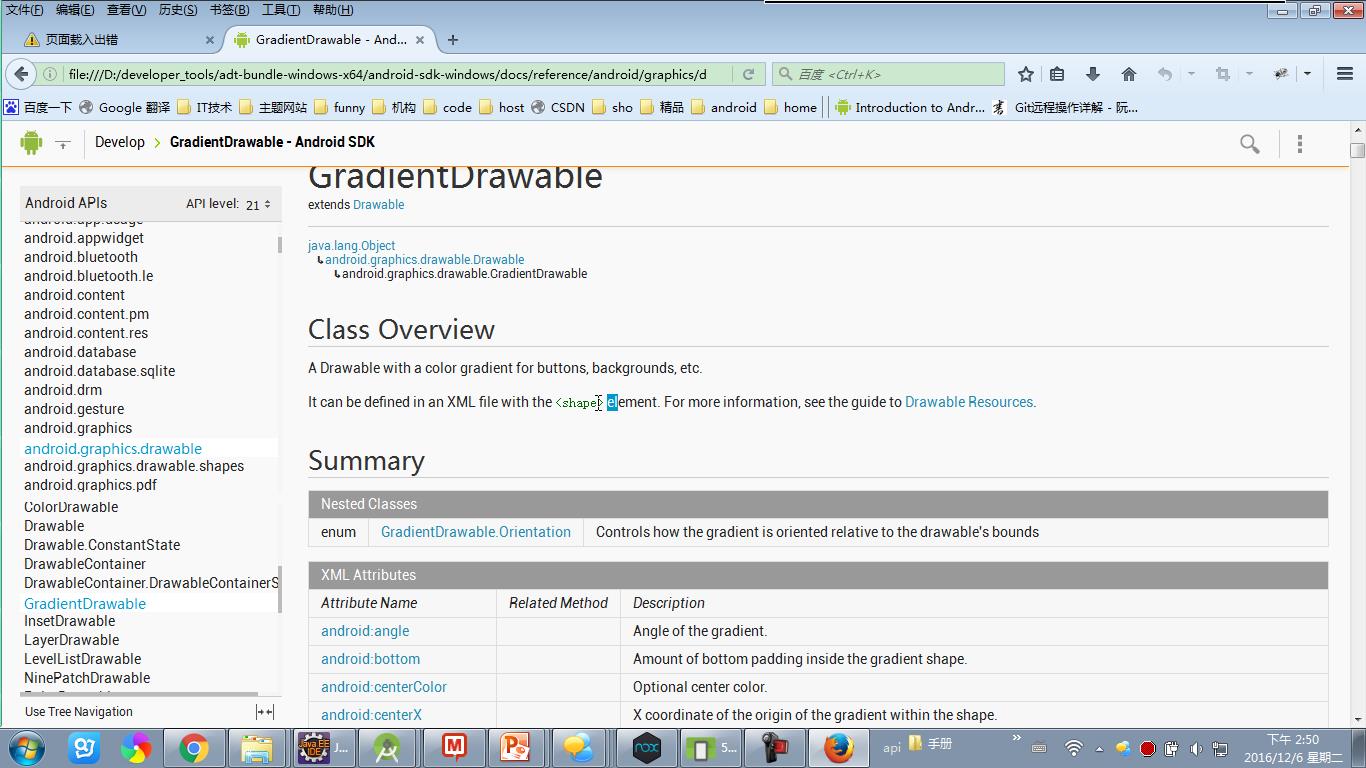 文件(F) 编辑(E) 查看(V) 历史(S) 书签(B) 工具(T) 帮助(H)
页面载入出错
GradientDrawable - And...
file:///D:/developer_tools/adt-bundle-windows-x64/android-sdk-windows/docs/reference/android/graphics/d
百度 <Ctrl+K>
百度一下 Google 翻译 IT技术 主题网站 funny 机构 code host CSDN sho 精品 android home Introduction to Andr... Git远程操作详解 - 阮...
Develop GradientDrawable - Android SDK
GradientDrawable
extends Drawable
java.lang.Object
android.graphics.drawable.Drawable
android.graphics.drawable.GradientDrawable
Class Overview
A Drawable with a color gradient for buttons, backgrounds, etc.
It can be defined in an XML file with the <shape> element. For more information, see the guide to Drawable Resources.
Summary
Nested Classes
enum GradientDrawable.Orientation Controls how the gradient is oriented relative to the drawable's bounds
XML Attributes
Attribute Name Related Method Description
android:angle Angle of the gradient.
android:bottom Amount of bottom padding inside the gradient shape.
android:centerColor Optional center color.
android:centerX X coordinate of the origin of the gradient within the shape.
Android APIs API level: 21
android.app.usage
android.appwidget
android.bluetooth
android.bluetooth.le
android.content
android.content.pm
android.content.res
android.database
android.database.sqlite
android.drm
android.gesture
android.graphics
android.graphics.drawable
android.graphics.drawable.shapes
android.graphics.pdf
ColorDrawable
Drawable
Drawable.ConstantState
DrawableContainer
DrawableContainer.DrawableContainerS
GradientDrawable
InsetDrawable
LayerDrawable
LevelListDrawable
NinePatchDrawable
Use Tree Navigation
Java EE
IDE
J...
nox
5...
api
手册
下午 2:50
2016/12/6 星期二